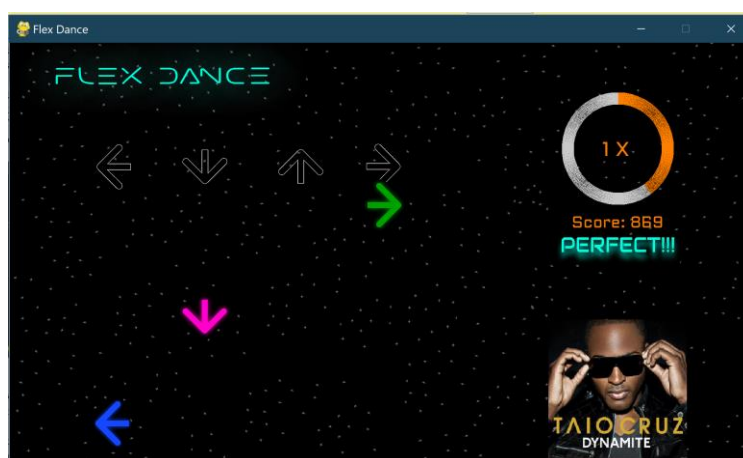 Flex Dance
FLEX DANCE
1 X
Score: 869
PERFECT!!!
TAIO CRUZ
DYNAMITE